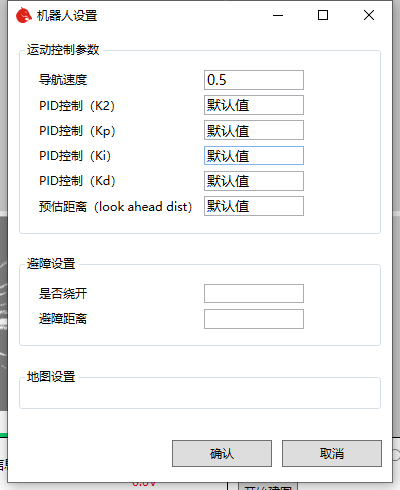 机器人设置
运动控制参数
导航速度 0.5
PID控制（K2） 默认值
PID控制（Kp） 默认值
PID控制（Ki） 默认值
PID控制（Kd） 默认值
预估距离（look ahead dist） 默认值
避障设置
是否绕开
避障距离
地图设置
确认 取消
0.0V